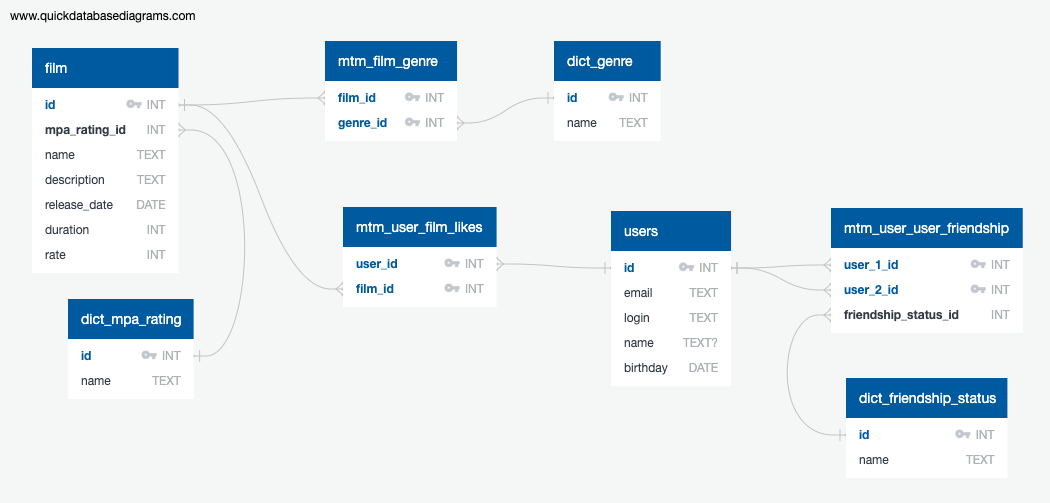 www.quickdatabasediagrams.com
film
id INT
mpa_rating_id INT
name TEXT
description TEXT
release_date DATE
duration INT
rate INT
mtm_film_genre
film_id INT
genre_id INT
dict_genre
id INT
name TEXT
mtm_user_film_likes
user_id INT
film_id INT
users
id INT
email TEXT
login TEXT
name TEXT?
birthday DATE
mtm_user_user_friendship
user_1_id INT
user_2_id INT
friendship_status_id INT
dict_mpa_rating
id INT
name TEXT
dict_friendship_status
id INT
name TEXT